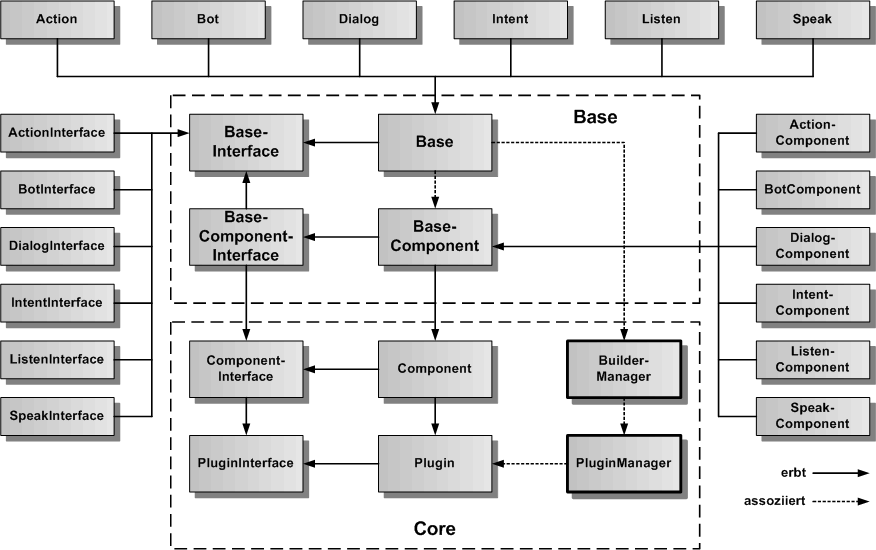 Action
Bot
Dialog
Intent
Listen
Speak
Base
ActionInterface
Base-
Interface
Base
Action-
Component
BotInterface
BotComponent
Base-
Component-
Interface
Base-
Component
DialogInterface
Dialog-
Component
IntentInterface
Intent-
Component
ListenInterface
Component-
Interface
Component
Builder-
Manager
Listen-
Component
SpeakInterface
Speak-
Component
PluginInterface
Plugin
PluginManager
erbt
assoziiert
Core